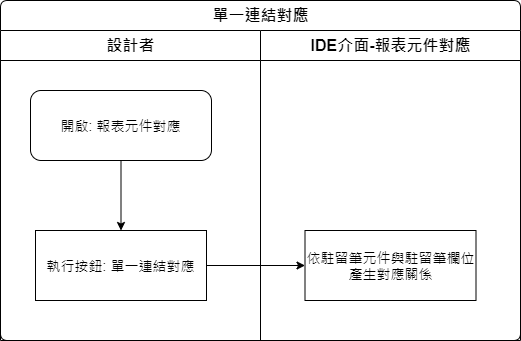 單一連結對應
設計者
IDE介面-報表元件對應
開啟: 報表元件對應
執行按鈕: 單一連結對應
依駐留筆元件與駐留筆欄位
產生對應關係